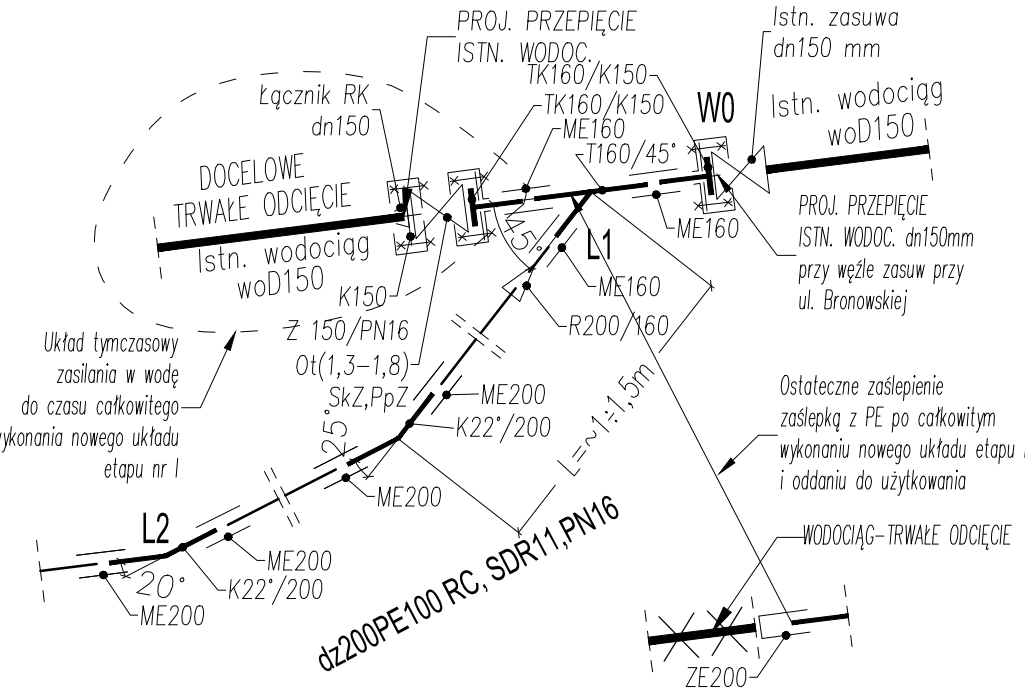 PROJ. PRZEPIĘCIE
ISTN. WODOC.
Istn. zasuwa
dn150 mm
TK160/K150
TK160/K150
Łącznik RK
dn150
ME160
T160/45°
W0
Istn. wodociąg
woD150
DOCELOWE
TRWAŁE ODCIĘCIE
Istn. wodociąg
woD150
45°
L1
ME160
PROJ. PRZEPIĘCIE
ISTN. WODOC. dn150mm
przy węźle zasuw przy
ul. Bronowskiej
K150
ME160
Z 150/PN16
Ot(1,3-1,8)
SkZ,PpZ
R200/160
Układ tymczasowy
zasilania w wodę
do czasu całkowitego
wykonania nowego układu
etapu nr I
ME200
K22°/200
25°
L=~1÷1,5m
Ostateczne zaślepienie
zaślepką z PE po całkowitym
wykonaniu nowego układu etapu I
i oddaniu do użytkowania
ME200
L2
ME200
K22°/200
20°
ME200
dz200PE100 RC, SDR11,PN16
WODOCIĄG-TRWAŁE ODCIĘCIE
ZE200